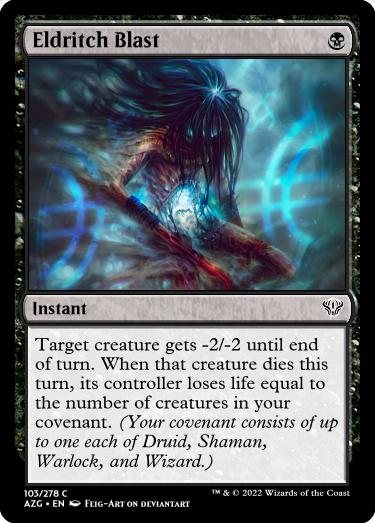 Eldritch Blast
Instant
Target creature gets -2/-2 until end
of turn. When that creature dies this
turn, its controller loses life equal to
the number of creatures in your
covenant. (Your covenant consists of up
to one each of Druid, Shaman,
Warlock, and Wizard.)
103/278 C
AZG • EN Feig-Art on deviantart
™ & © 2022 Wizards of the Coast